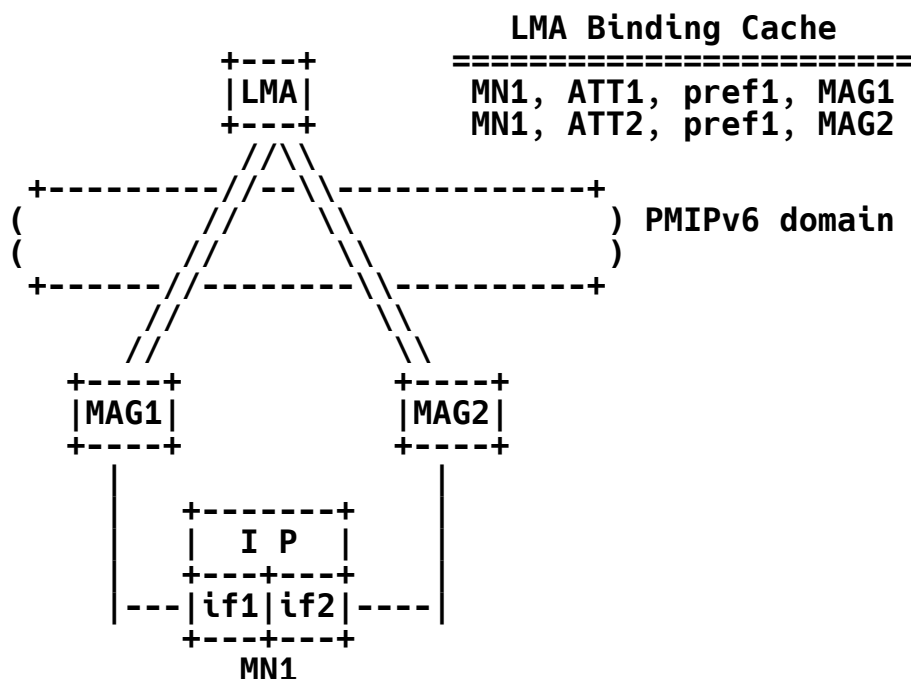 LMA Binding Cache
LMA
MN1, ATT1, pref1, MAG1
MN1, ATT2, pref1, MAG2
PMIPv6 domain
MAG1 MAG2
I P
if1 if2
MN1